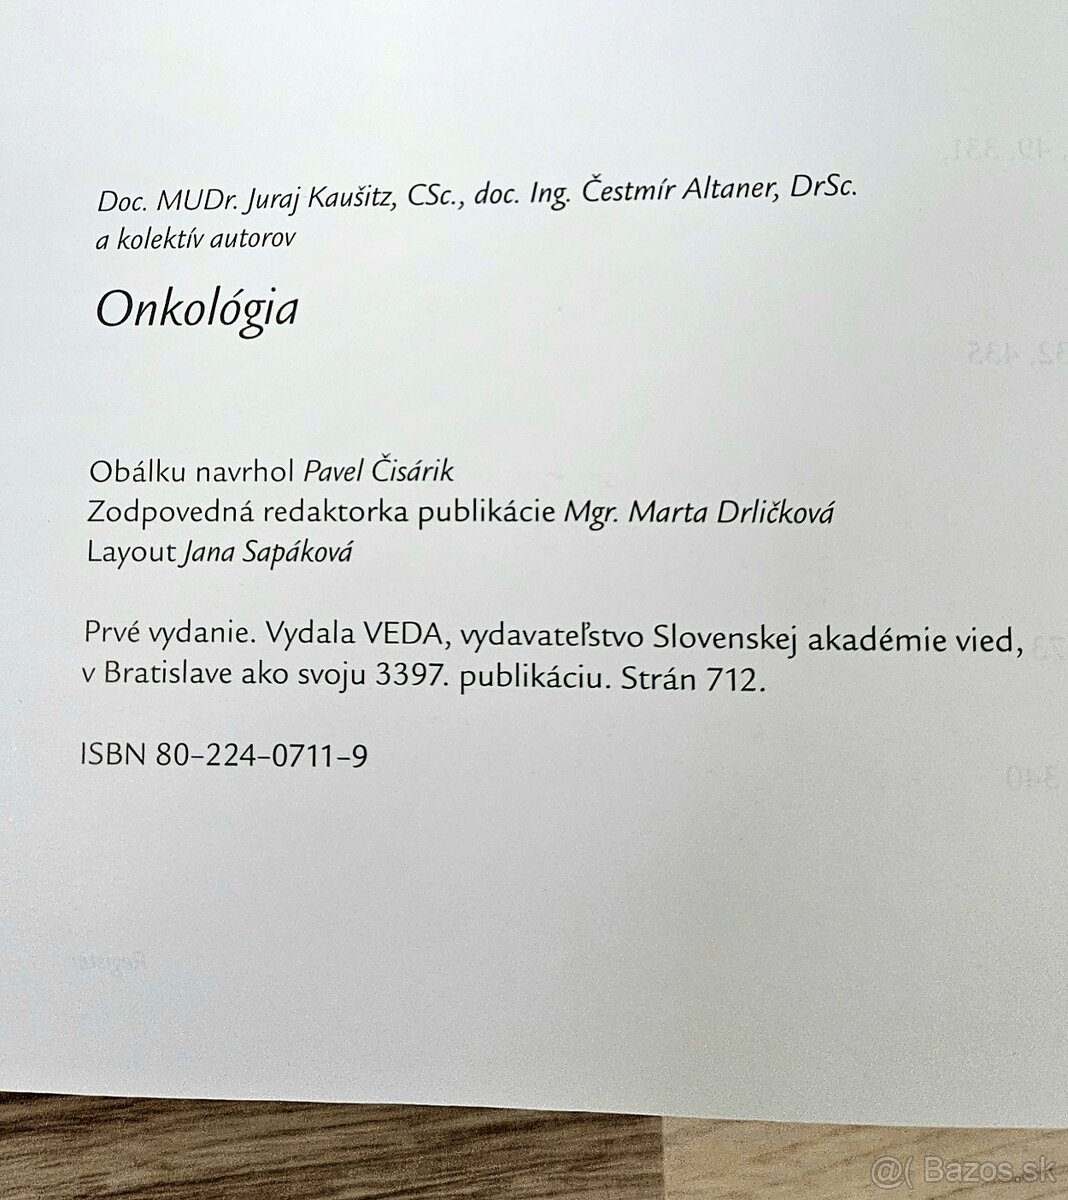 Doc. MUDr. Juraj Kaušitz, CSc., doc. Ing. Čestmír Altaner, DrSc.
a kolektív autorov
Onkológia
Obálku navrhol Pavel Čisárik
Zodpovedná redaktorka publikácie Mgr. Marta Drličková
Layout Jana Sapáková
Prvé vydanie. Vydala VEDA, vydavateľstvo Slovenskej akadémie vied,
v Bratislave ako svoju 3397. publikáciu. Strán 712.
ISBN 80–224–0711–9
Register
@( Bazos.sk